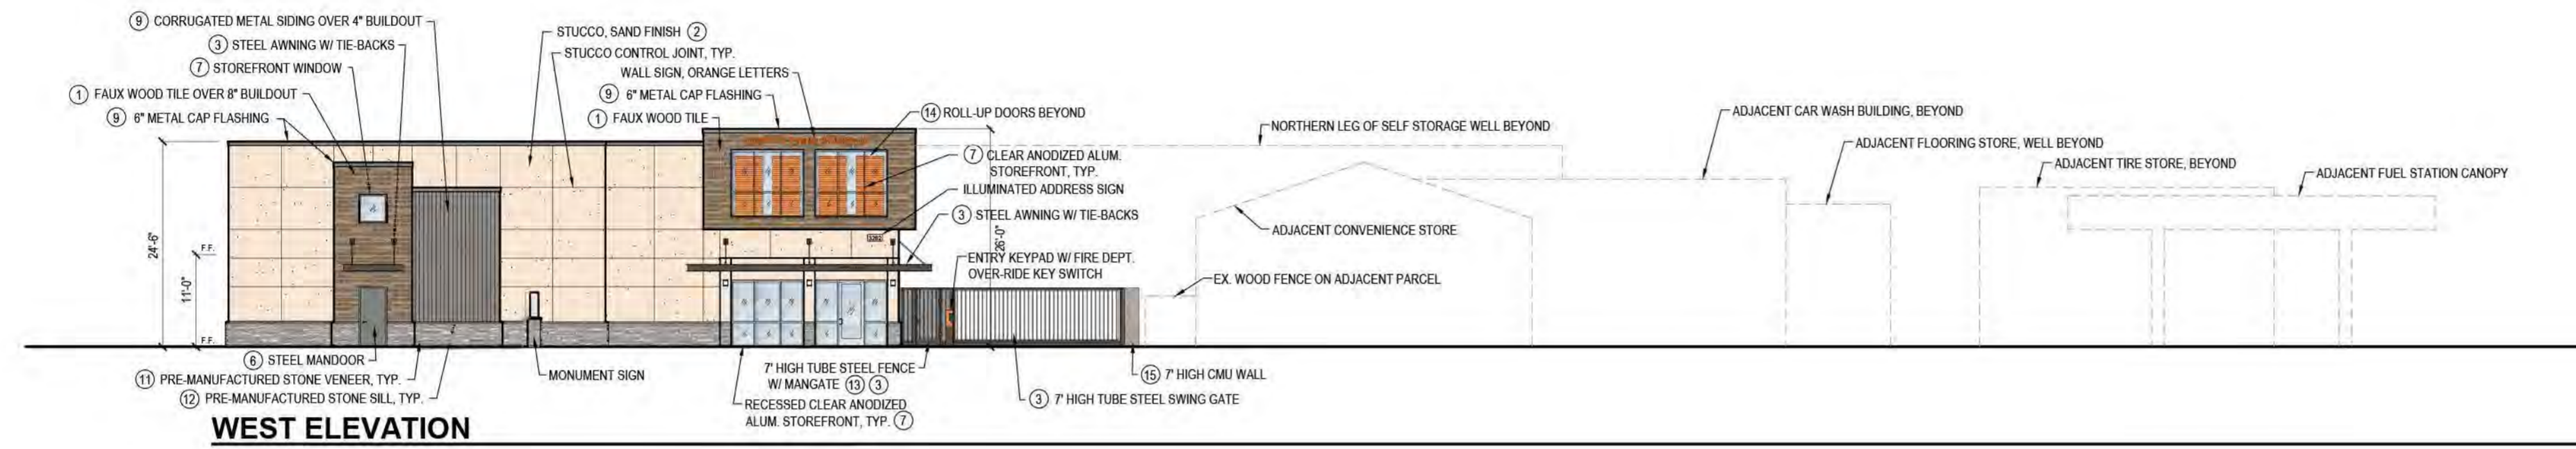 ⑨ CORRUGATED METAL SIDING OVER 4" BUILDOUT
③ STEEL AWNING W/ TIE-BACKS
⑦ STOREFRONT WINDOW
① FAUX WOOD TILE OVER 8" BUILDOUT
⑨ 6" METAL CAP FLASHING
STUCCO, SAND FINISH ②
STUCCO CONTROL JOINT, TYP.
WALL SIGN, ORANGE LETTERS
⑨ 6" METAL CAP FLASHING
① FAUX WOOD TILE
⑭ ROLL-UP DOORS BEYOND
⑦ CLEAR ANODIZED ALUM.
STOREFRONT, TYP.
ILLUMINATED ADDRESS SIGN
③ STEEL AWNING W/ TIE-BACKS
26'-0"
ENTRY KEYPAD W/ FIRE DEPT.
OVER-RIDE KEY SWITCH
24'-6"
11'-0"
F.F.
F.F.
NORTHERN LEG OF SELF STORAGE WELL BEYOND
ADJACENT CAR WASH BUILDING, BEYOND
ADJACENT FLOORING STORE, WELL BEYOND
ADJACENT TIRE STORE, BEYOND
ADJACENT FUEL STATION CANOPY
ADJACENT CONVENIENCE STORE
EX. WOOD FENCE ON ADJACENT PARCEL
⑥ STEEL MANDOOR
⑪ PRE-MANUFACTURED STONE VENEER, TYP.
⑫ PRE-MANUFACTURED STONE SILL, TYP.
MONUMENT SIGN
7' HIGH TUBE STEEL FENCE
W/ MANGATE ⑬ ③
RECESSED CLEAR ANODIZED
ALUM. STOREFRONT, TYP. ⑦
⑮ 7' HIGH CMU WALL
③ 7' HIGH TUBE STEEL SWING GATE
WEST ELEVATION